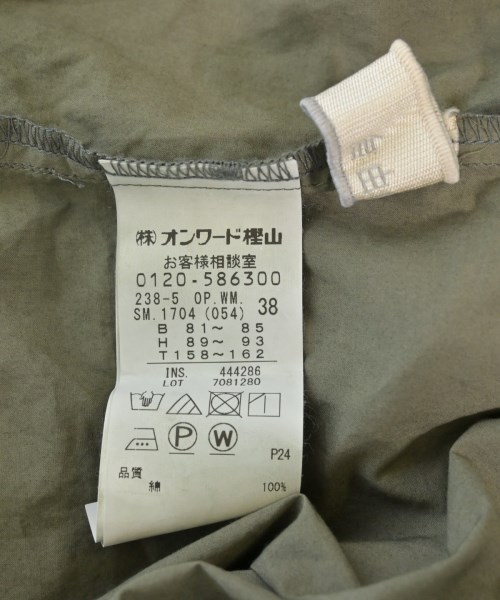 (株)オンワード樫山
お客様相談室
0120-586300
238-5 OP.WM.
SM.1704(054) 38
B 81～ 85
H 89～ 93
T158～162
INS. 444286
LOT 7081280
P W
P24
品質
綿 100%